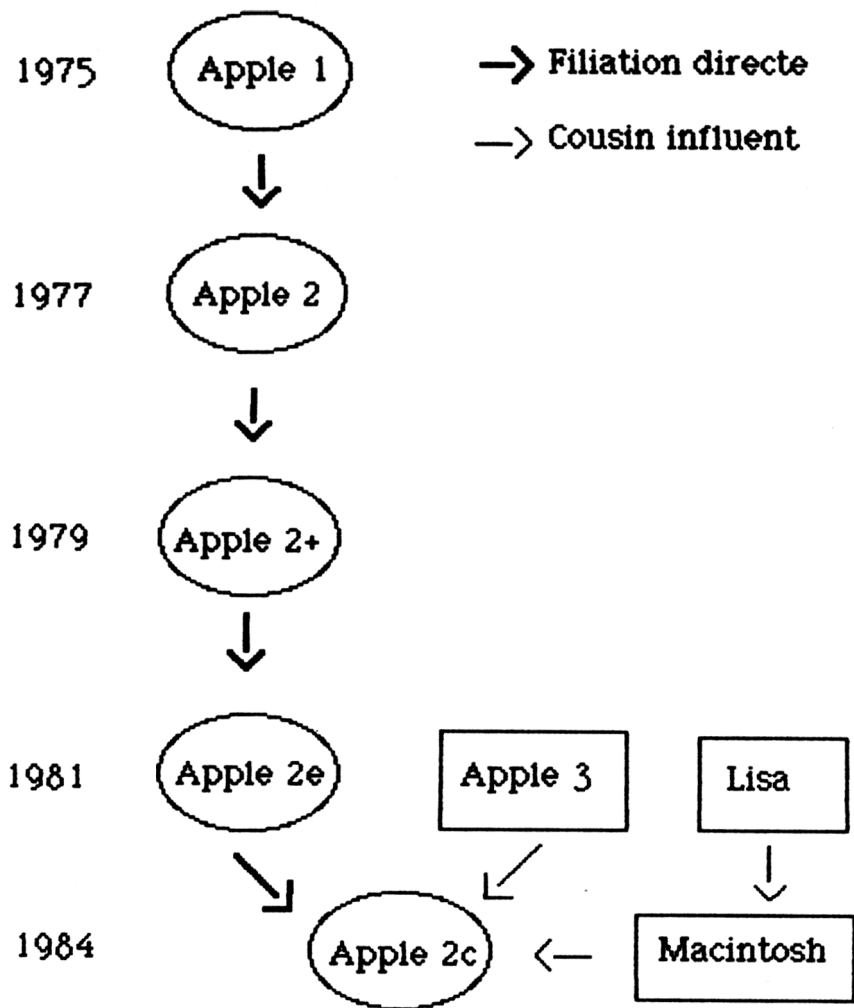 1975 Apple 1 → Filiation directe
→ Cousin influent
1977 Apple 2
1979 Apple 2+
1981 Apple 2e Apple 3 Lisa
1984 Apple 2c Macintosh